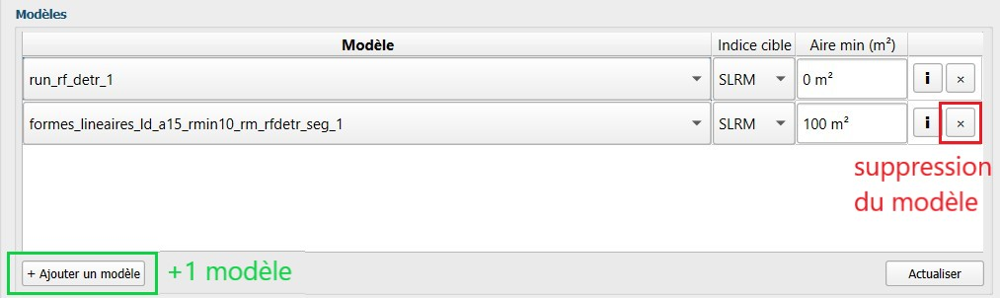 Modèles
Modèle Indice cible Aire min (m²)
run_rf_detr_1 SLRM 0 m² i ×
formes_lineaires_ld_a15_rmin10_rm_rfdetr_seg_1 SLRM 100 m² i ×
suppression
du modèle
+ Ajouter un modèle +1 modèle Actualiser